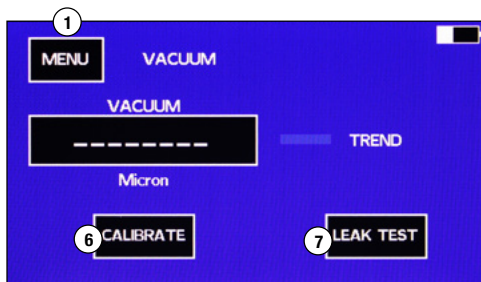 1
MENU VACUUM
VACUUM
--------
TREND
Micron
6 CALIBRATE
7 LEAK TEST